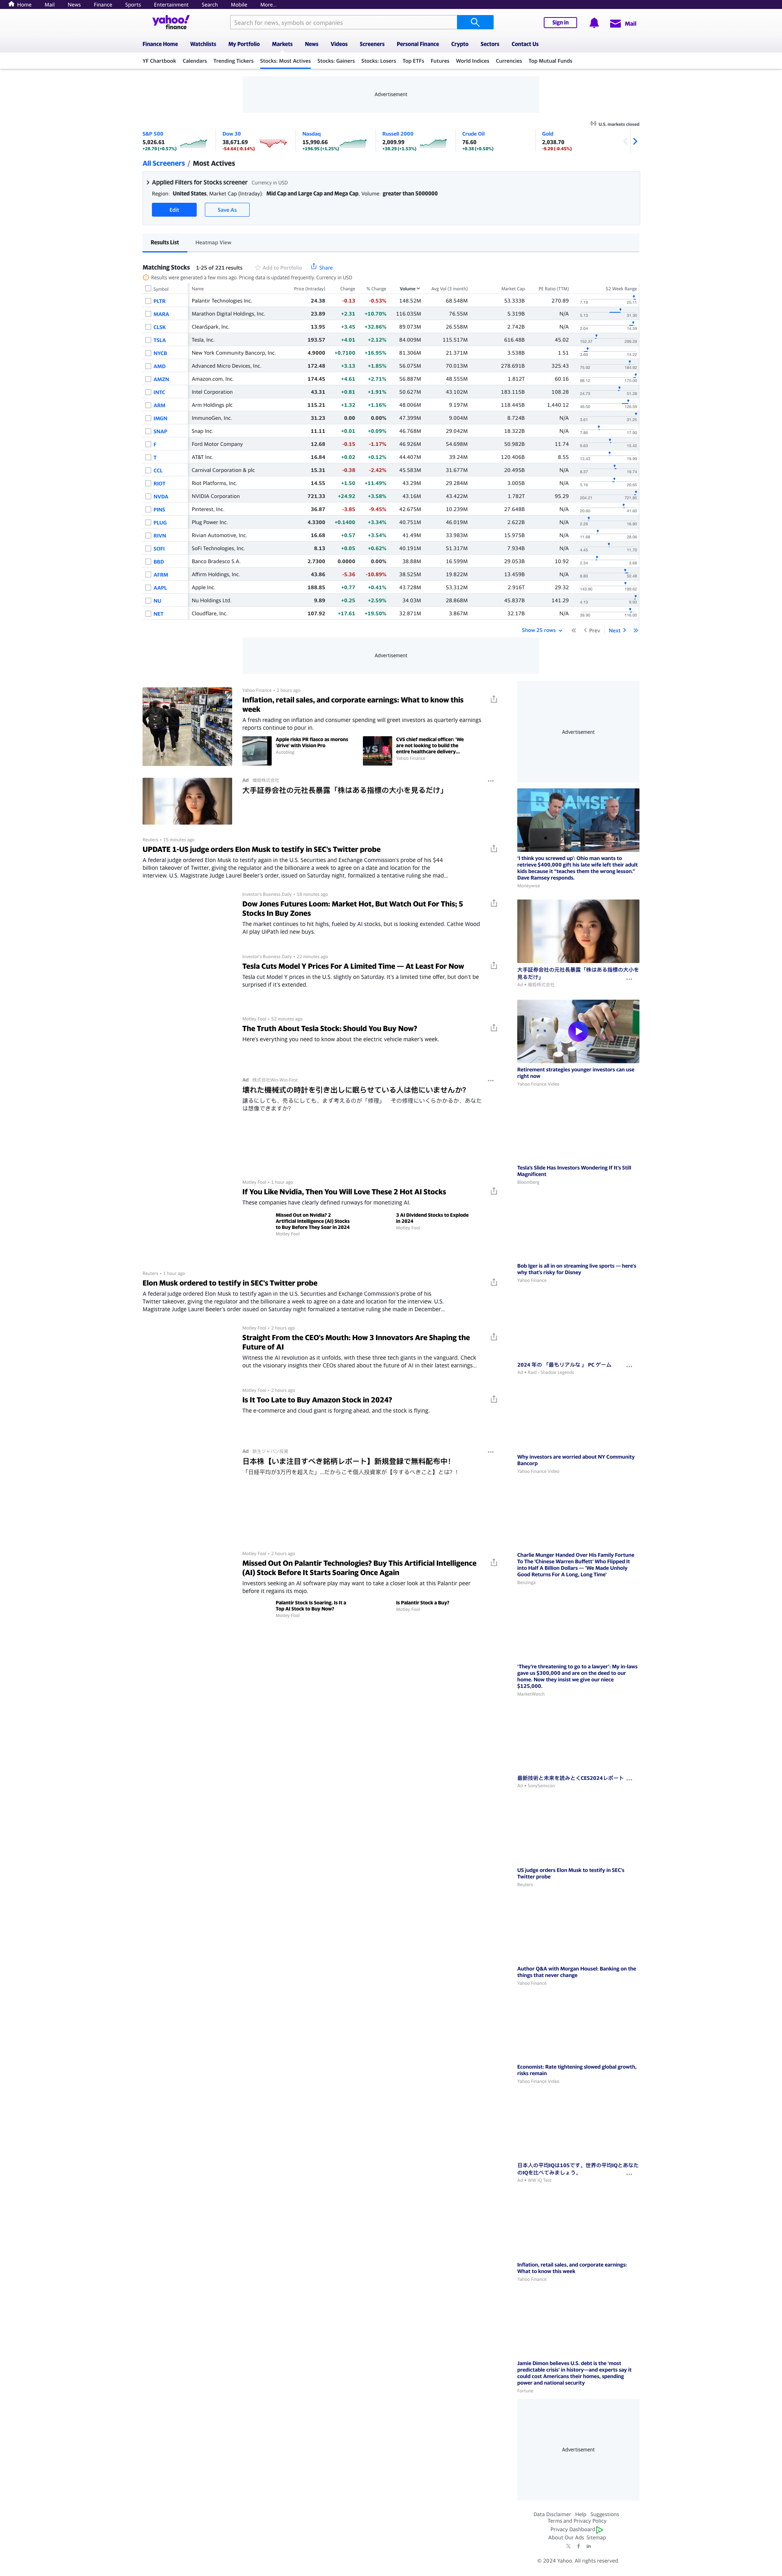 Home Mail News Finance Sports Entertainment Search Mobile More...
yahoo! finance
Search for news, symbols or companies
Sign in
Mail
Finance Home Watchlists My Portfolio Markets News Videos Screeners Personal Finance Crypto Sectors Contact Us
YF Chartbook Calendars Trending Tickers Stocks: Most Actives Stocks: Gainers Stocks: Losers Top ETFs Futures World Indices Currencies Top Mutual Funds
Advertisement
U.S. markets closed
S&P 500 Dow 30 Nasdaq Russell 2000 Crude Oil Gold
5,026.61 38,671.69 15,990.66 2,009.99 76.60 2,038.70
+28.70 (+0.57%) -54.64 (-0.14%) +196.95 (+1.25%) +30.29 (+1.53%) +0.38 (+0.50%) -9.20 (-0.45%)
All Screeners / Most Actives
Applied Filters for Stocks screener Currency in USD
Region: United States, Market Cap (Intraday): Mid Cap and Large Cap and Mega Cap, Volume: greater than 5000000
Edit Save As
Results List Heatmap View
Matching Stocks 1-25 of 221 results Add to Portfolio Share
Results were generated a few mins ago. Pricing data is updated frequently. Currency in USD
Symbol Name Price (Intraday) Change % Change Volume Avg Vol (3 month) Market Cap PE Ratio (TTM) 52 Week Range
PLTR Palantir Technologies Inc. 24.38 -0.13 -0.53% 148.52M 68.548M 53.333B 270.89
MARA Marathon Digital Holdings, Inc. 23.89 +2.31 +10.70% 116.035M 76.55M 5.319B N/A
CLSK CleanSpark, Inc. 13.95 +3.45 +32.86% 89.073M 26.558M 2.742B N/A
TSLA Tesla, Inc. 193.57 +4.01 +2.12% 84.009M 115.517M 616.48B 45.02
NYCB New York Community Bancorp, Inc. 4.9000 +0.7100 +16.95% 81.306M 21.371M 3.538B 1.51
AMD Advanced Micro Devices, Inc. 172.48 +3.13 +1.85% 56.075M 70.013M 278.691B 325.43
AMZN Amazon.com, Inc. 174.45 +4.61 +2.71% 56.887M 48.555M 1.812T 60.16
INTC Intel Corporation 43.31 +0.81 +1.91% 50.627M 43.102M 183.115B 108.28
ARM Arm Holdings plc 115.21 +1.32 +1.16% 48.006M 9.197M 118.445B 1,440.12
IMGN ImmunoGen, Inc. 31.23 0.00 0.00% 47.399M 9.004M 8.724B N/A
SNAP Snap Inc. 11.11 +0.01 +0.09% 46.768M 29.042M 18.322B N/A
F Ford Motor Company 12.68 -0.15 -1.17% 46.926M 54.698M 50.982B 11.74
T AT&T Inc. 16.84 +0.02 +0.12% 44.407M 39.24M 120.406B 8.55
CCL Carnival Corporation & plc 15.31 -0.38 -2.42% 45.583M 31.677M 20.495B N/A
RIOT Riot Platforms, Inc. 14.55 +1.50 +11.49% 43.29M 29.284M 3.005B N/A
NVDA NVIDIA Corporation 721.33 +24.92 +3.58% 43.16M 43.422M 1.782T 95.29
PINS Pinterest, Inc. 36.87 -3.85 -9.45% 42.675M 10.239M 27.648B N/A
PLUG Plug Power Inc. 4.3300 +0.1400 +3.34% 40.751M 46.019M 2.622B N/A
RIVN Rivian Automotive, Inc. 16.68 +0.57 +3.54% 41.49M 33.983M 15.975B N/A
SOFI SoFi Technologies, Inc. 8.13 +0.05 +0.62% 40.191M 51.317M 7.934B N/A
BBD Banco Bradesco S.A. 2.7300 0.0000 0.00% 38.88M 16.599M 29.053B 10.92
AFRM Affirm Holdings, Inc. 43.86 -5.36 -10.89% 38.525M 19.822M 13.459B N/A
AAPL Apple Inc. 188.85 +0.77 +0.41% 43.728M 53.312M 2.916T 29.32
NU Nu Holdings Ltd. 9.89 +0.25 +2.59% 34.03M 28.868M 45.837B 141.29
NET Cloudflare, Inc. 107.92 +17.61 +19.50% 32.871M 3.867M 32.17B N/A
Show 25 rows Prev Next
Advertisement
Yahoo Finance • 2 hours ago
Inflation, retail sales, and corporate earnings: What to know this
week
A fresh reading on inflation and consumer spending will greet investors as quarterly earnings
reports continue to pour in.
Apple risks PR fiasco as morons
'drive' with Vision Pro
Autoblog
CVS chief medical officer: 'We
are not looking to build the
entire healthcare delivery...
Yahoo Finance
Ad
大手証券会社の元社長暴露「株はある指標の大小を見るだけ」
Reuters • 15 minutes ago
UPDATE 1-US judge orders Elon Musk to testify in SEC's Twitter probe
A federal judge ordered Elon Musk to testify again in the U.S. Securities and Exchange Commission's probe of his $44
billion takeover of Twitter, giving the regulator and the billionaire a week to agree on a date and location for the
interview. U.S. Magistrate Judge Laurel Beeler's order, issued on Saturday night, formalized a tentative ruling she mad...
Investor's Business Daily • 18 minutes ago
Dow Jones Futures Loom: Market Hot, But Watch Out For This; 5
Stocks In Buy Zones
The market continues to hit highs, fueled by AI stocks, but is looking extended. Cathie Wood
AI play UiPath led new buys.
Investor's Business Daily • 22 minutes ago
Tesla Cuts Model Y Prices For A Limited Time — At Least For Now
Tesla cut Model Y prices in the U.S. slightly on Saturday. It's a limited time offer, but don't be
surprised if it's extended.
Motley Fool • 52 minutes ago
The Truth About Tesla Stock: Should You Buy Now?
Here's everything you need to know about the electric vehicle maker's week.
Ad 株式会社Win-Win-First
壊れた機械式の時計を引き出しに眠らせている人は他にいませんか?
譲るにしても、売るにしても、まず考えるのが「修理」 その修理にいくらかかるか、あなた
は想像できますか?
Motley Fool • 1 hour ago
If You Like Nvidia, Then You Will Love These 2 Hot AI Stocks
These companies have clearly defined runways for monetizing AI.
Missed Out on Nvidia? 2
Artificial Intelligence (AI) Stocks
to Buy Before They Soar in 2024
Motley Fool
3 AI Dividend Stocks to Explode
in 2024
Motley Fool
Reuters • 1 hour ago
Elon Musk ordered to testify in SEC's Twitter probe
A federal judge ordered Elon Musk to testify again in the U.S. Securities and Exchange Commission's probe of his
Twitter takeover, giving the regulator and the billionaire a week to agree on a date and location for their interview. U.S.
Magistrate Judge Laurel Beeler's order issued on Saturday night formalized a tentative ruling she made in December...
Motley Fool • 2 hours ago
Straight From the CEO's Mouth: How 3 Innovators Are Shaping the
Future of AI
Witness the AI revolution as it unfolds, with these three tech giants in the vanguard. Check
out the visionary insights their CEOs shared about the future of AI in their latest earnings...
Motley Fool • 2 hours ago
Is It Too Late to Buy Amazon Stock in 2024?
The e-commerce and cloud giant is forging ahead, and the stock is flying.
Ad
日本株【いま注目すべき銘柄レポート】新規登録で無料配布中!
「日経平均が3万円を超えた」…だからこそ個人投資家が【今するべきこと】とは?!
Motley Fool • 2 hours ago
Missed Out On Palantir Technologies? Buy This Artificial Intelligence
(AI) Stock Before It Starts Soaring Once Again
Investors seeking an AI software play may want to take a closer look at this Palantir peer
before it regains its mojo.
Palantir Stock Is Soaring. Is It a
Top AI Stock to Buy Now?
Motley Fool
Is Palantir Stock a Buy?
Motley Fool
Advertisement
'I think you screwed up': Ohio man wants to
retrieve $400,000 gift his late wife left their adult
kids because it "teaches them the wrong lesson."
Dave Ramsey responds.
Moneywise
大手証券会社の元社長暴露「株はある指標の大小を
見るだけ」
Retirement strategies younger investors can use
right now
Yahoo Finance Video
Tesla's Slide Has Investors Wondering If It's Still
Magnificent
Bloomberg
Bob Iger is all in on streaming live sports — here's
why that's risky for Disney
Yahoo Finance
2024 年の 「最もリアルな 」 PC ゲーム
Ad • Raid: Shadow Legends
Why investors are worried about NY Community
Bancorp
Yahoo Finance Video
Charlie Munger Handed Over His Family Fortune
To The 'Chinese Warren Buffett' Who Flipped It
Into Half A Billion Dollars — 'We Made Unholy
Good Returns For A Long, Long Time'
Benzinga
'They're threatening to go to a lawyer': My in-laws
gave us $300,000 and are on the deed to our
home. Now they insist we give our niece
$125,000.
MarketWatch
最新技術と未来を読みとくCES2024レポート
US judge orders Elon Musk to testify in SEC's
Twitter probe
Reuters
Author Q&A with Morgan Housel: Banking on the
things that never change
Yahoo Finance
Economist: Rate tightening slowed global growth,
risks remain
Yahoo Finance Video
日本人の平均IQは105です。世界の平均IQとあなた
のIQを比べてみましょう。
Ad • WW IQ Test
Inflation, retail sales, and corporate earnings:
What to know this week
Yahoo Finance
Jamie Dimon believes U.S. debt is the 'most
predictable crisis' in history—and experts say it
could cost Americans their homes, spending
power and national security
Fortune
Advertisement
Data Disclaimer Help Suggestions
Terms and Privacy Policy
Privacy Dashboard
About Our Ads Sitemap
© 2024 Yahoo. All rights reserved.